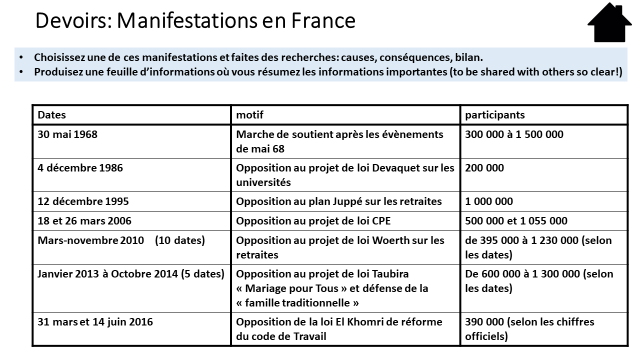 Devoirs: Manifestations en France
• Choisissez une de ces manifestations et faites des recherches: causes, conséquences, bilan.
• Produisez une feuille d'informations où vous résumez les informations importantes (to be shared with others so clear!)
Dates motif participants
30 mai 1968 Marche de soutient après les évènements 300 000 à 1 500 000
de mai 68
4 décembre 1986 Opposition au projet de loi Devaquet sur les 200 000
universités
12 décembre 1995 Opposition au plan Juppé sur les retraites 1 000 000
18 et 26 mars 2006 Opposition au projet de loi CPE 500 000 et 1 055 000
Mars-novembre 2010 (10 dates) Opposition au projet de loi Woerth sur les de 395 000 à 1 230 000 (selon
retraites les dates)
Janvier 2013 à Octobre 2014 (5 dates) Opposition au projet de loi Taubira De 600 000 à 1 300 000 (selon
« Mariage pour Tous » et défense de la les dates)
« famille traditionnelle »
31 mars et 14 juin 2016 Opposition de la loi El Khomri de réforme 390 000 (selon les chiffres
du code de Travail officiels)